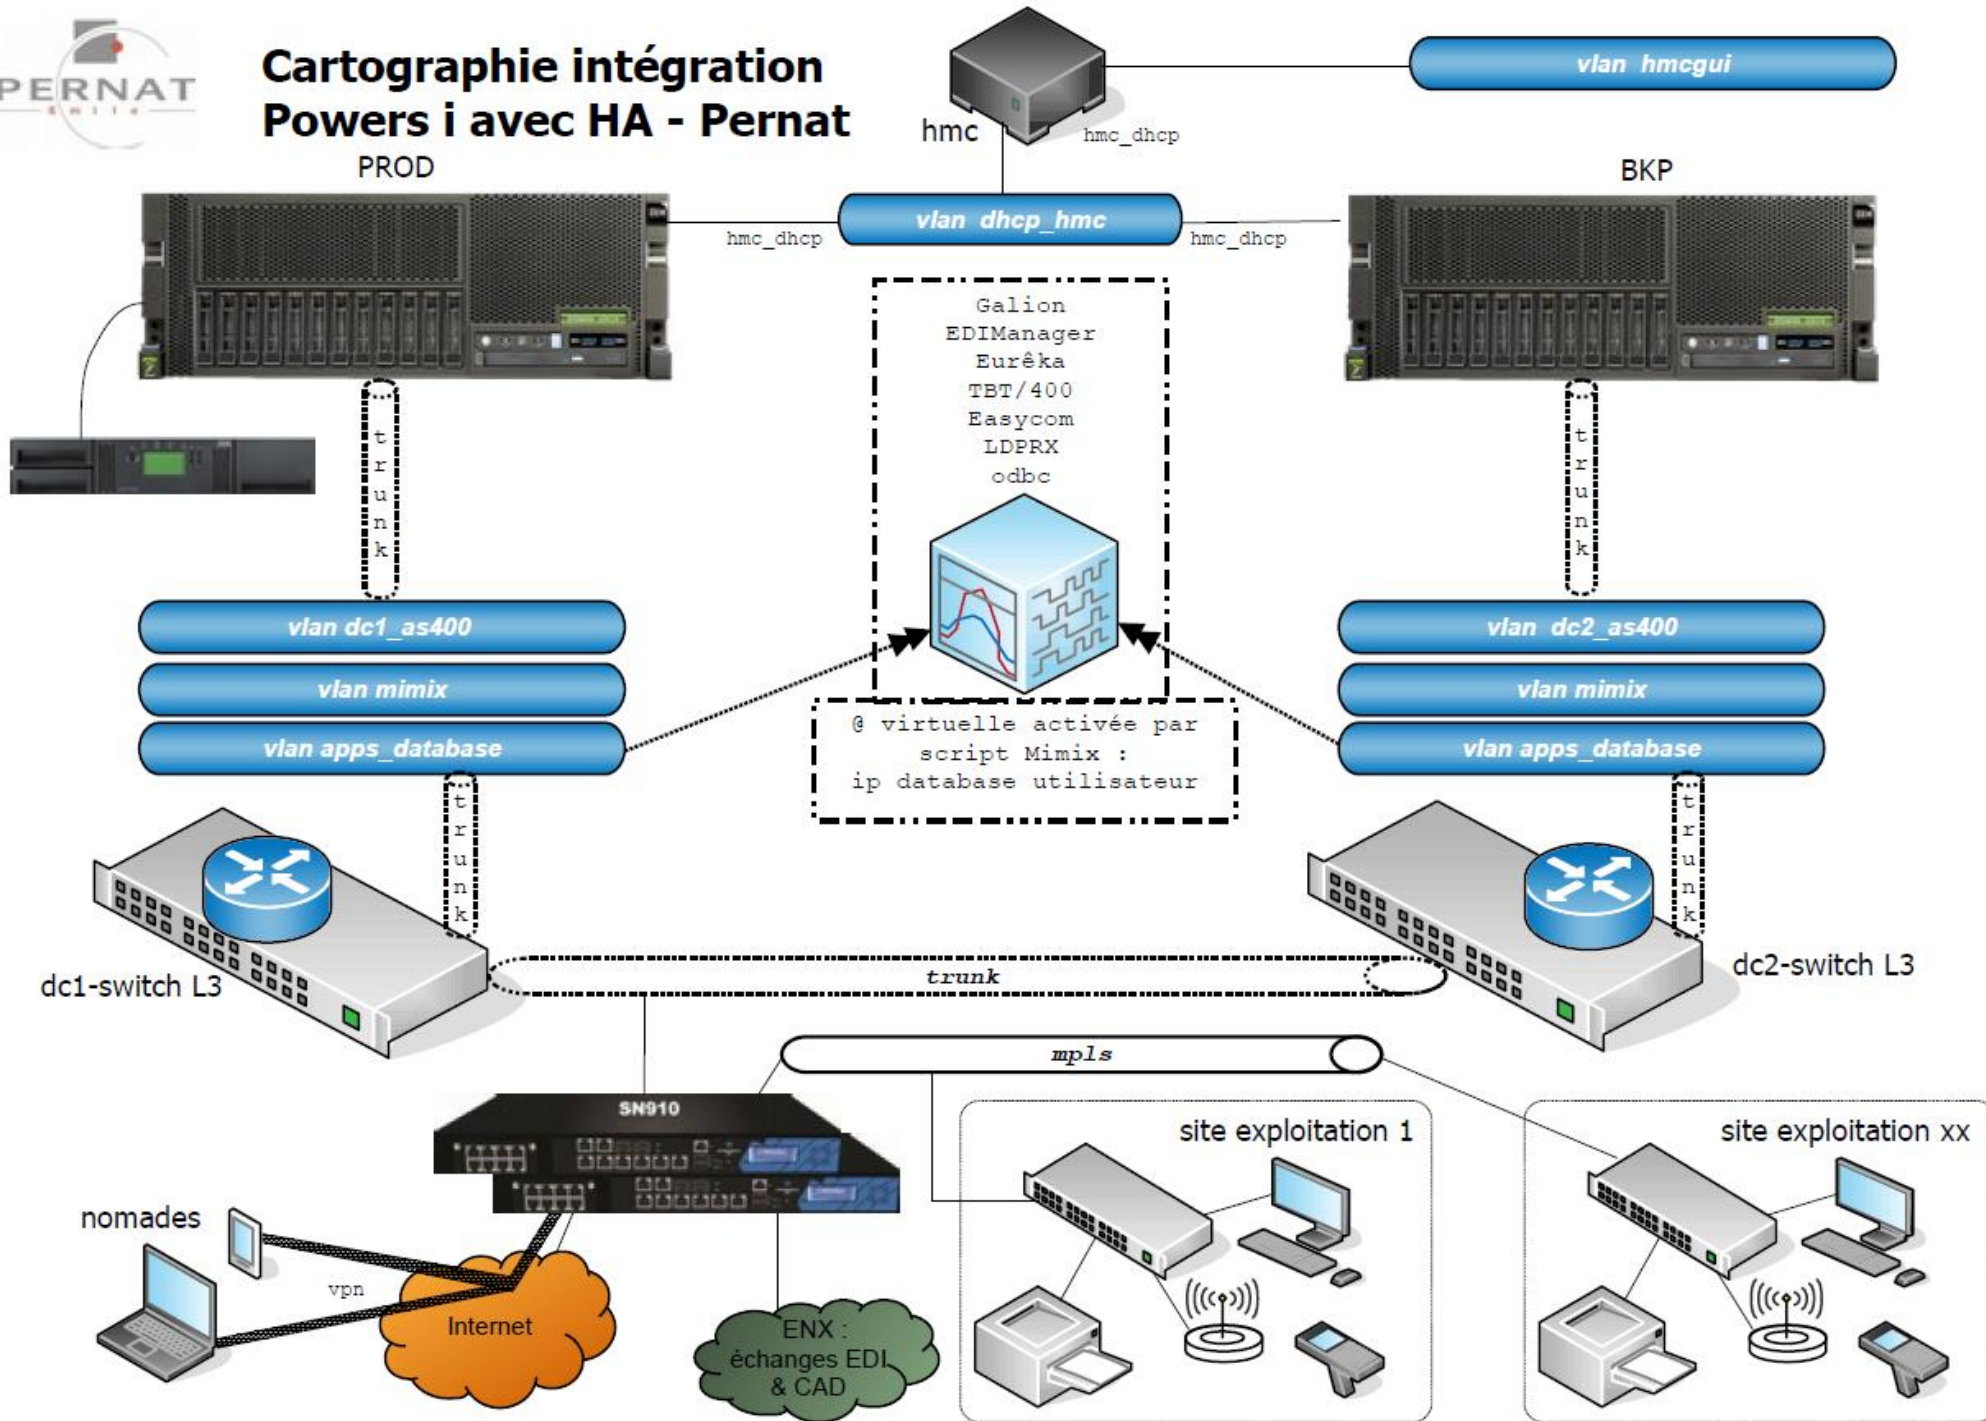 PERNAT
Emile
Cartographie intégration
Powers i avec HA - Pernat
vlan hmcgui
hmc
hmc_dhcp
PROD
BKP
vlan dhcp_hmc
hmc_dhcp
hmc_dhcp
Galion
EDIManager
Eurêka
TBT/400
Easycom
LDPRX
odbc
trunk
trunk
vlan dc1_as400
vlan mimix
vlan apps_database
vlan dc2_as400
vlan mimix
vlan apps_database
@ virtuelle activée par
script Mimix :
ip database utilisateur
trunk
trunk
dc1-switch L3
trunk
dc2-switch L3
mpls
SN910
site exploitation 1
site exploitation xx
nomades
vpn
Internet
ENX :
échanges EDI
& CAD